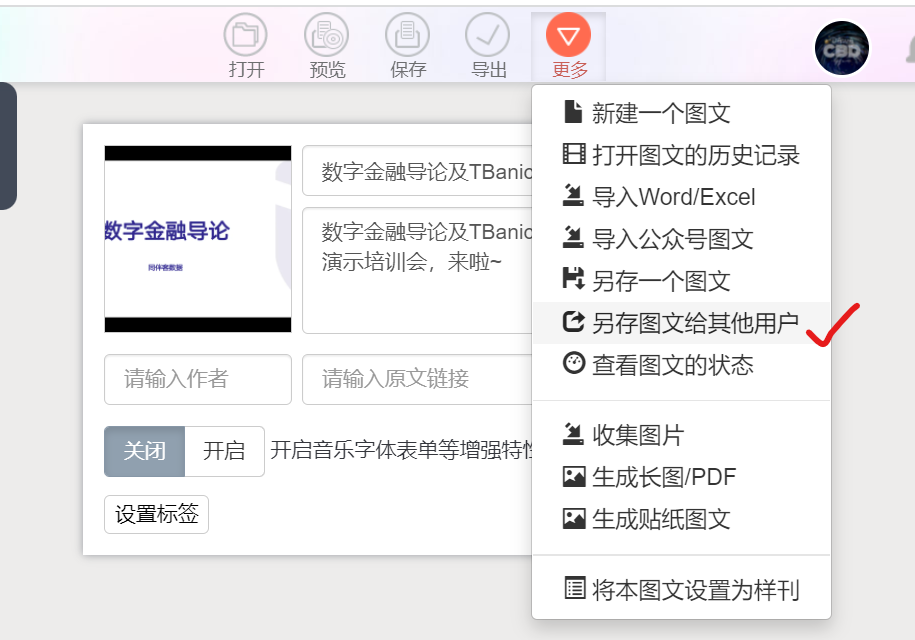 打开
预览
保存
导出
更多
CBD
新建一个图文
打开图文的历史记录
导入Word/Excel
导入公众号图文
另存一个图文
另存图文给其他用户
查看图文的状态
收集图片
生成长图/PDF
生成贴纸图文
将本图文设置为样刊
数字金融导论
同伴客数据
数字金融导论及TBanic
数字金融导论及TBanic
演示培训会，来啦~
请输入作者
请输入原文链接
关闭
开启
开启音乐字体表单等增强特性
设置标签